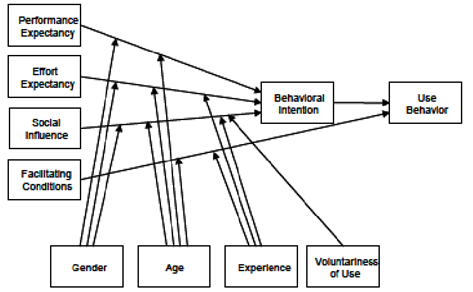 Performance
Expectancy
Effort
Expectancy
Social
Influence
Facilitating
Conditions
Behavioral
Intention
Use
Behavior
Gender
Age
Experience
Voluntariness
of Use